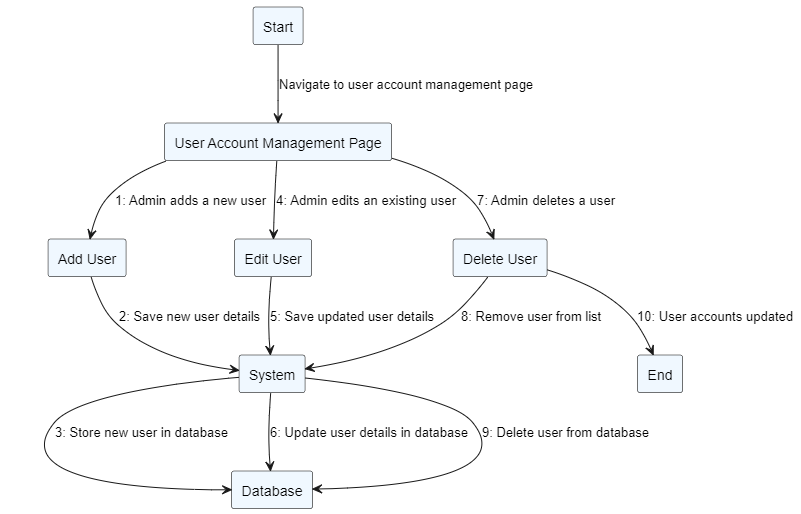 Start
Navigate to user account management page
User Account Management Page
1: Admin adds a new user
4: Admin edits an existing user
7: Admin deletes a user
Add User
Edit User
Delete User
2: Save new user details
5: Save updated user details
8: Remove user from list
10: User accounts updated
System
End
3: Store new user in database
6: Update user details in database
9: Delete user from database
Database